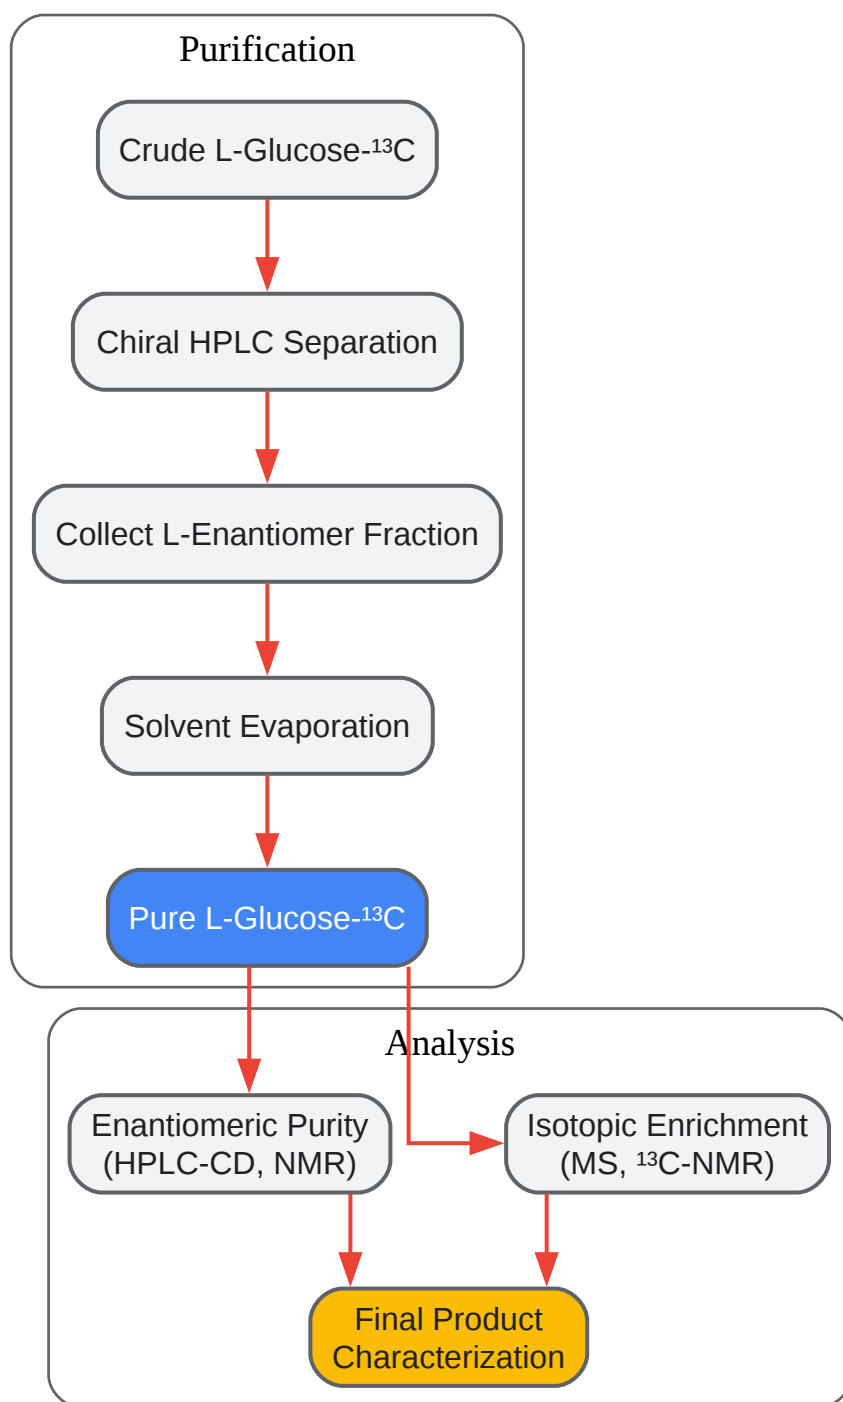 Purification
Crude L-Glucose-¹³C
Chiral HPLC Separation
Collect L-Enantiomer Fraction
Solvent Evaporation
Pure L-Glucose-¹³C
Analysis
Enantiomeric Purity
(HPLC-CD, NMR)
Isotopic Enrichment
(MS, ¹³C-NMR)
Final Product
Characterization